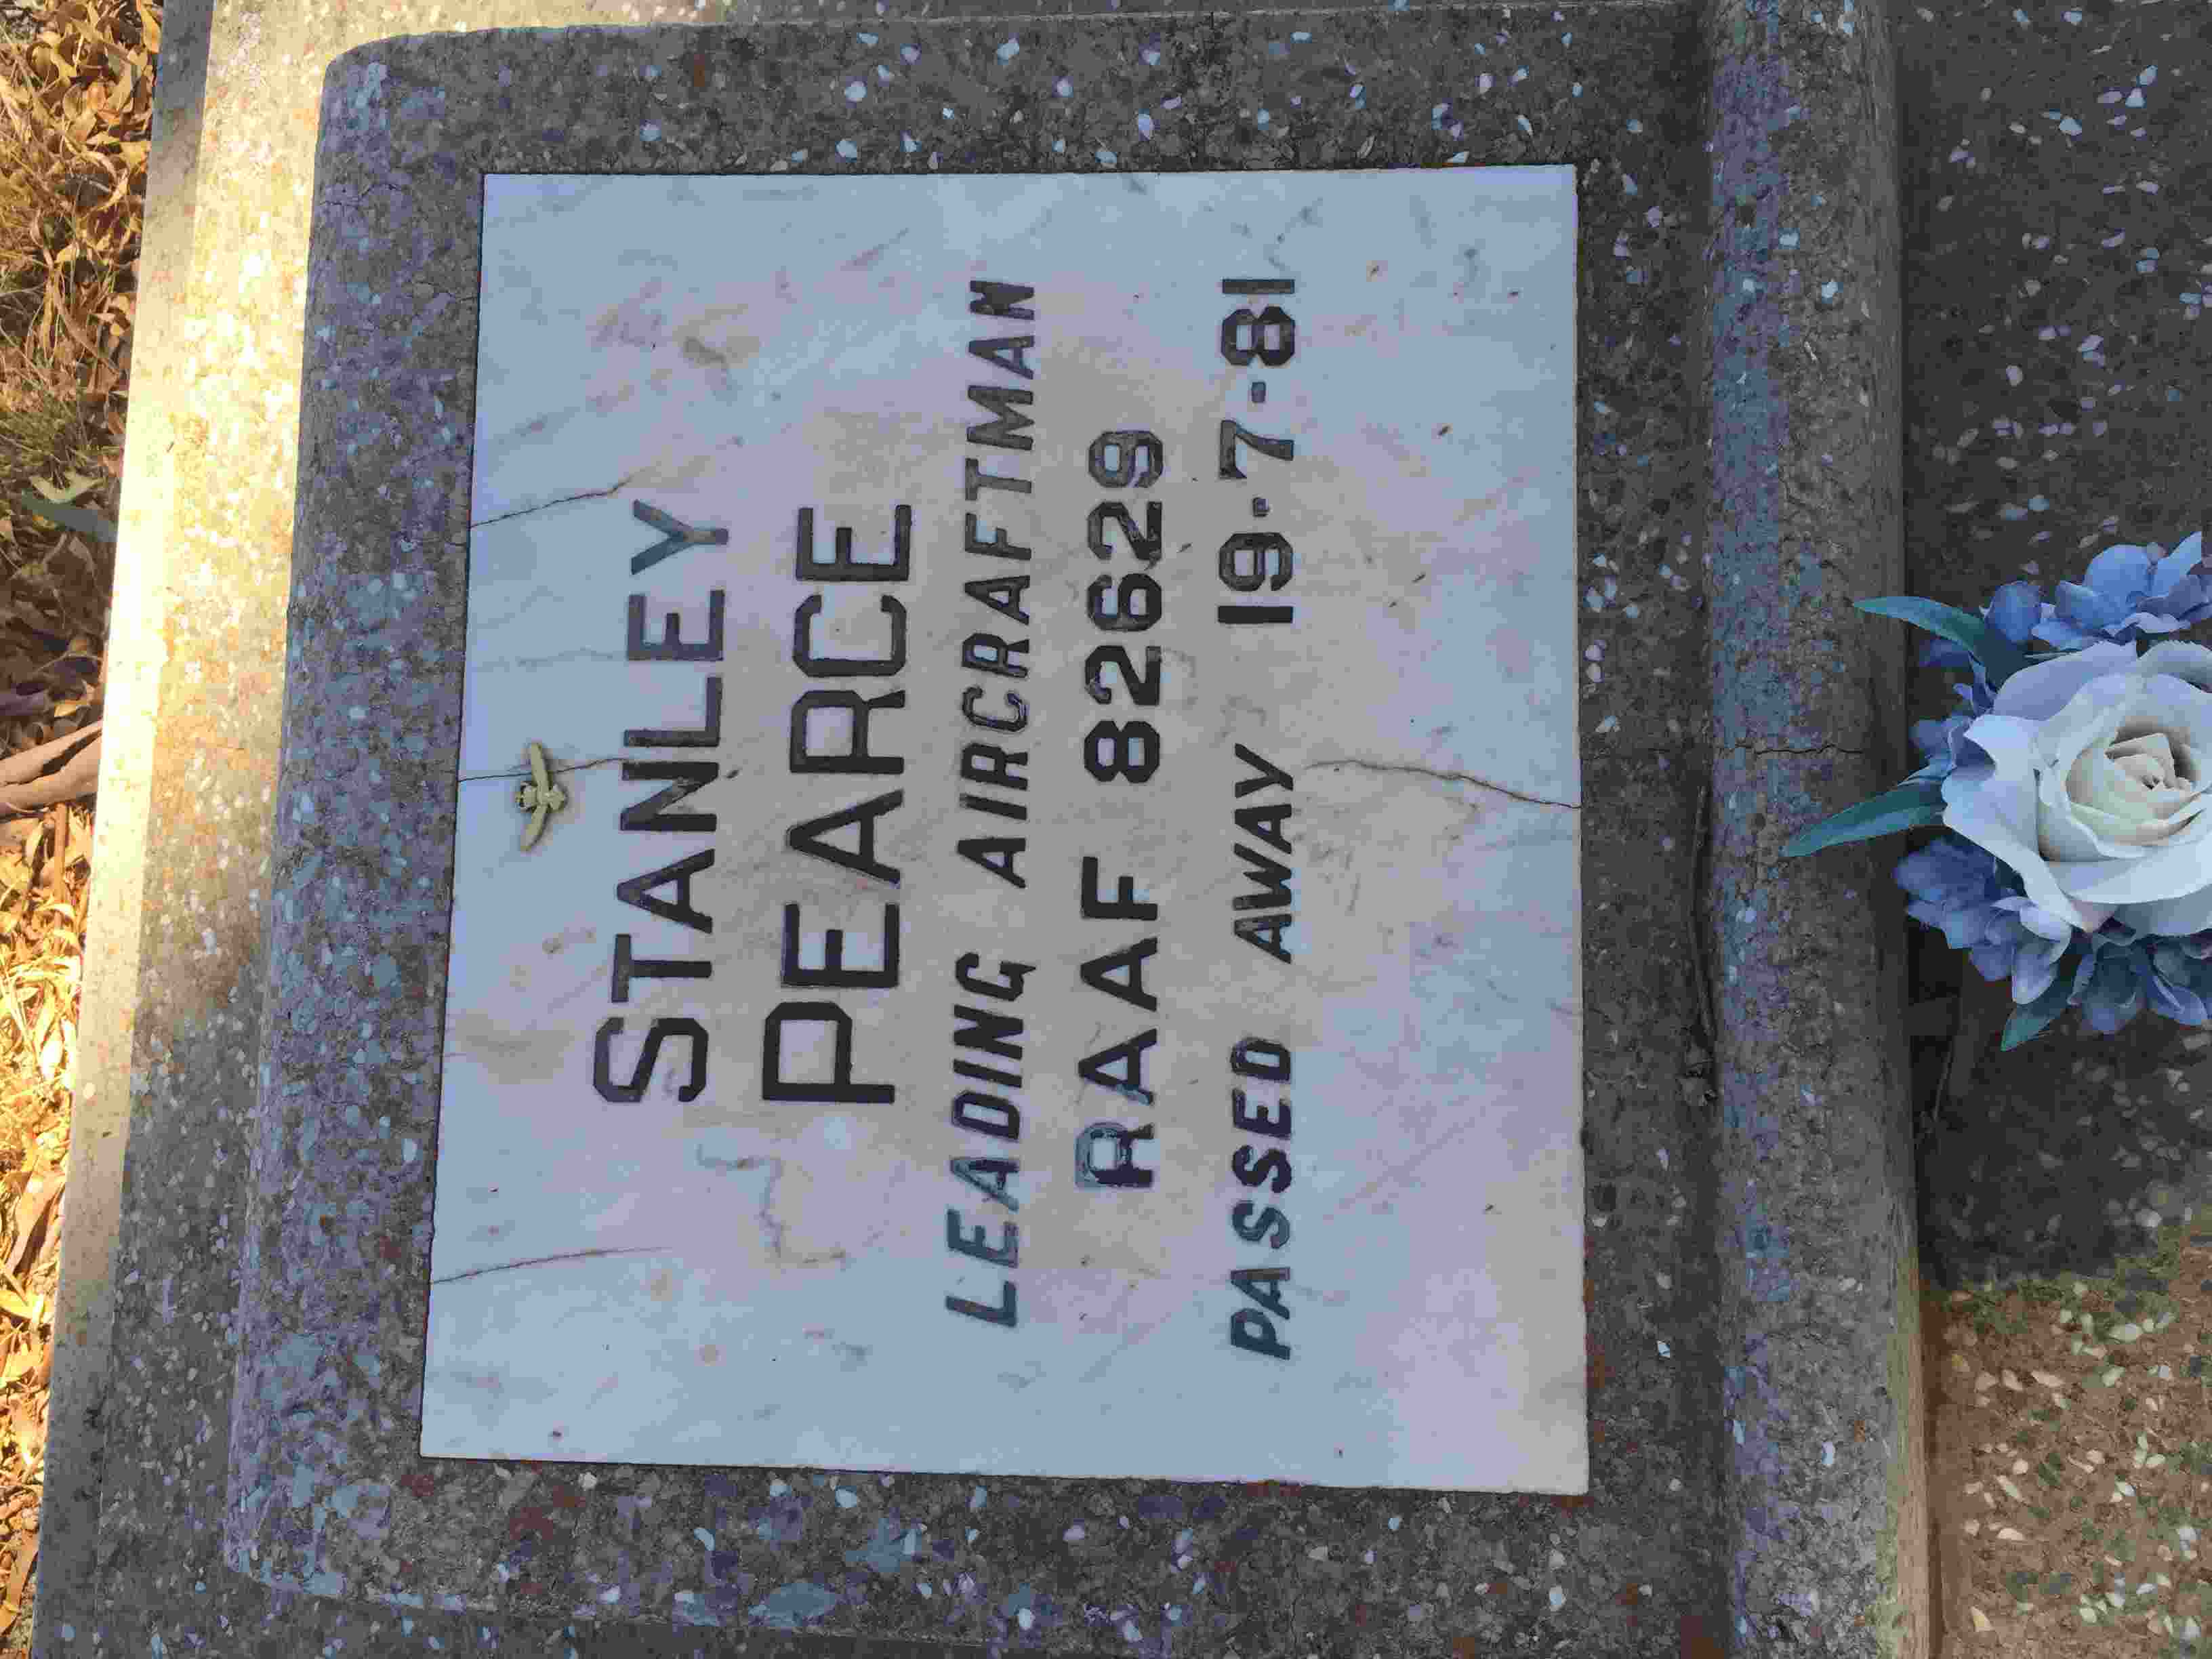 STANLEY
PEARCE
LEADING AIRCRAFTMAN
RAAF 82629
PASSED AWAY 19-7-81